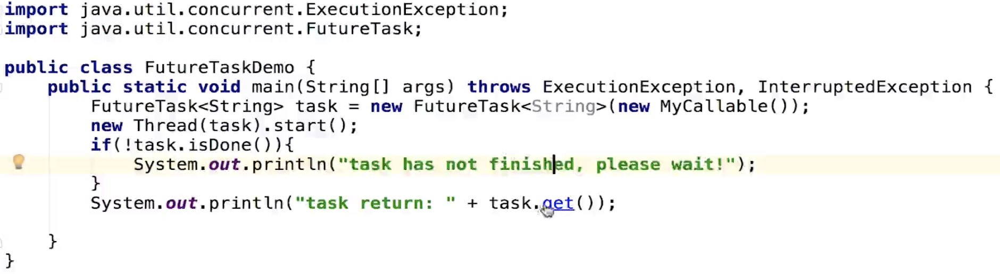 import java.util.concurrent.ExecutionException;
import java.util.concurrent.FutureTask;

public class FutureTaskDemo {
    public static void main(String[] args) throws ExecutionException, InterruptedException {
        FutureTask<String> task = new FutureTask<String>(new MyCallable());
        new Thread(task).start();
        if(!task.isDone()){
            System.out.println("task has not finished, please wait!");
        }
        System.out.println("task return: " + task.get());

    }
}